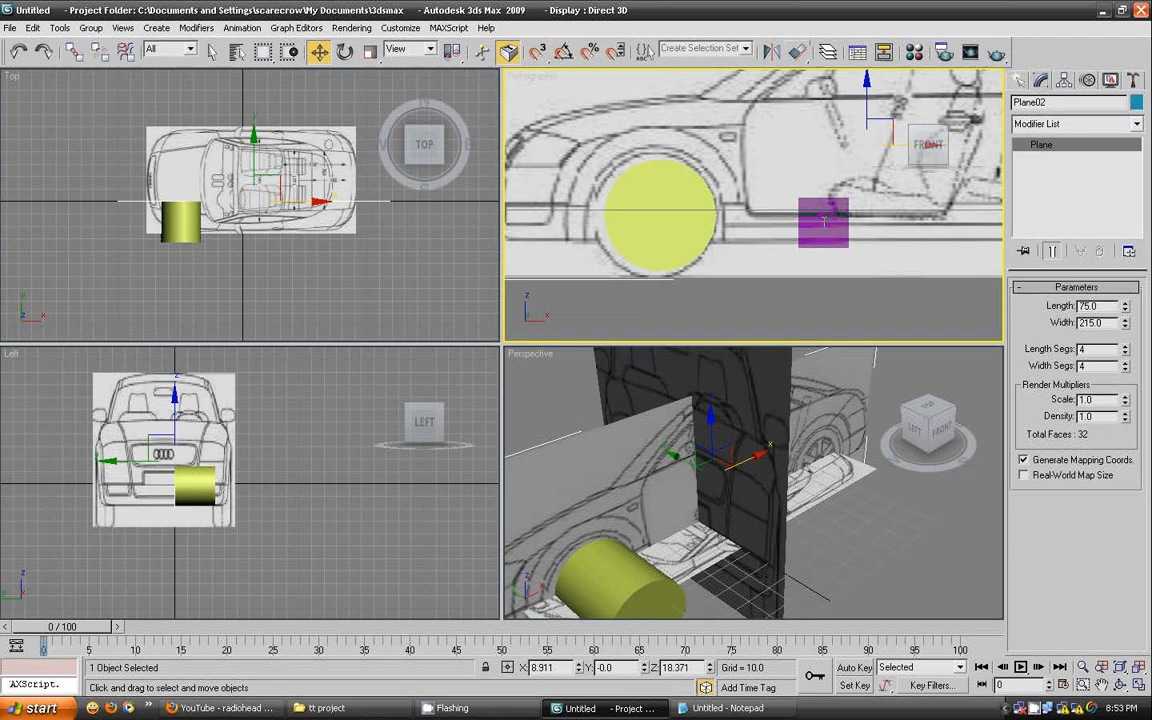 Untitled - Project Folder: C:\Documents and Settings\scarecrow\My Documents\3dsmax - Autodesk 3ds Max 2009 - Display : Direct 3D
File Edit Tools Group Views Create Modifiers Animation Graph Editors Rendering Customize MAXScript Help
All View Create Selection Set
Top
TOP
FRONT
Plane02
Modifier List
Plane
Parameters
Length: 75.0
Width: 215.0
Length Segs: 4
Width Segs: 4
Render Multipliers
Scale: 1.0
Density: 1.0
Total Faces : 32
Generate Mapping Coords.
Real-World Map Size
Left
LEFT
Perspective
LEFT FRONT
0 / 100
0 5 10 15 20 25 30 35 40 45 50 55 60 65 70 75 80 85 90 95 100
1 Object Selected X: 8.911 Y: -0.0 Z: 18.371 Grid = 10.0 Auto Key Selected
AXScript. Click and drag to select and move objects Add Time Tag Set Key Key Filters... 0
start YouTube - radiohead ... tt project Flashing Untitled - Project ... Untitled - Notepad 8:53 PM